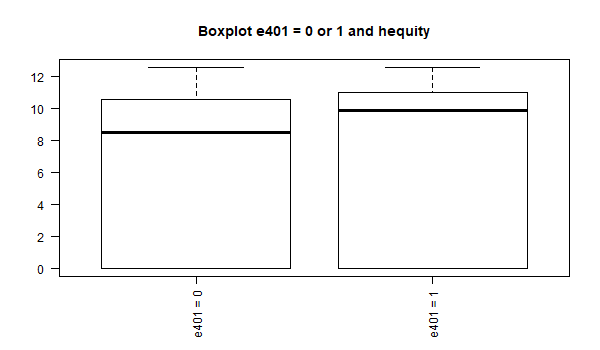 Boxplot e401 = 0 or 1 and hequity
12
10
8
6
4
2
0
e401 = 0
e401 = 1